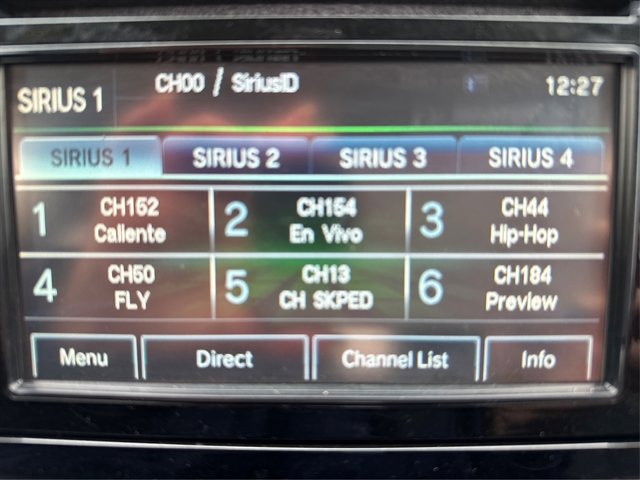 SIRIUS 1 CH00 / SiriusID 12:27
SIRIUS 1 SIRIUS 2 SIRIUS 3 SIRIUS 4
1 CH152 2 CH154 3 CH44
Caliente En Vivo Hip-Hop
4 CH50 5 CH13 6 CH184
FLY CH SKPED Preview
Menu Direct Channel List Info